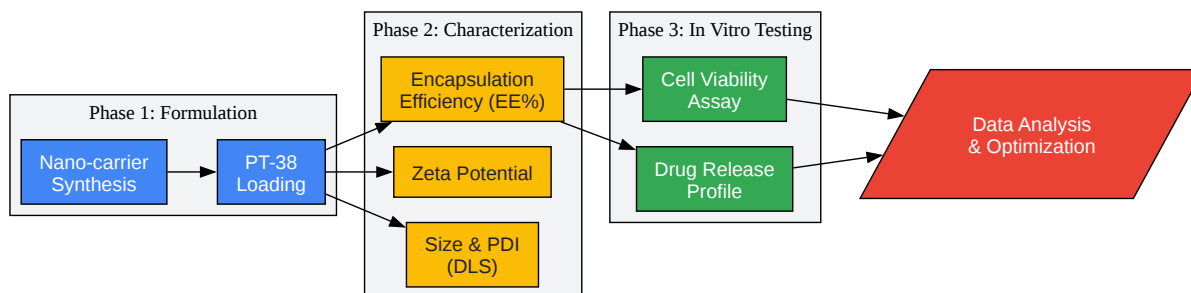 Phase 1: Formulation
Nano-carrier
Synthesis
PT-38
Loading
Phase 2: Characterization
Encapsulation
Efficiency (EE%)
Zeta Potential
Size & PDI
(DLS)
Phase 3: In Vitro Testing
Cell Viability
Assay
Drug Release
Profile
Data Analysis
& Optimization